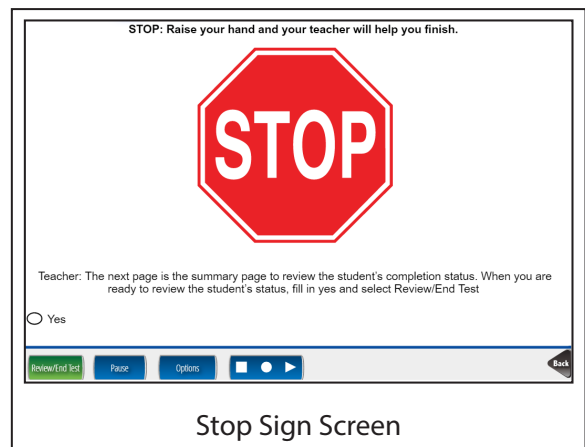 STOP: Raise your hand and your teacher will help you finish.
STOP
Teacher: The next page is the summary page to review the student's completion status. When you are
ready to review the student's status, fill in yes and select Review/End Test
Yes
Review/End Test Pause Options Back
Stop Sign Screen